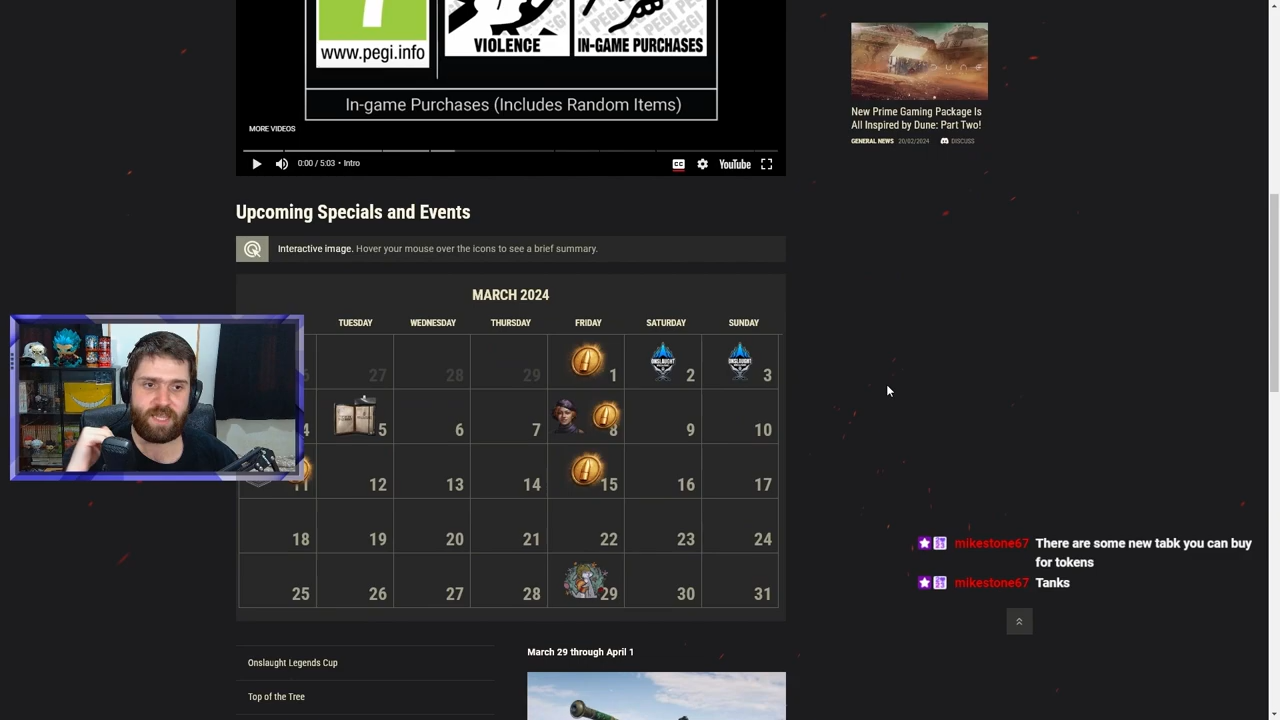 www.pegi.info
VIOLENCE
IN-GAME PURCHASES
In-game Purchases (Includes Random Items)
MORE VIDEOS
0:00 / 5:03 • Intro
CC
YouTube
New Prime Gaming Package Is
All Inspired by Dune: Part Two!
GENERAL NEWS 20/02/2024 DISCUSS
Upcoming Specials and Events
Interactive image. Hover your mouse over the icons to see a brief summary.
MARCH 2024
TUESDAY WEDNESDAY THURSDAY FRIDAY SATURDAY SUNDAY
27 28 29 1 ONSLAUGHT 2 ONSLAUGHT 3
4 5 6 7 8 9 10
11 12 13 14 15 16 17
18 19 20 21 22 23 24
25 26 27 28 29 30 31
mikestone67 There are some new tabk you can buy
for tokens
mikestone67 Tanks
Onslaught Legends Cup
Top of the Tree
March 29 through April 1